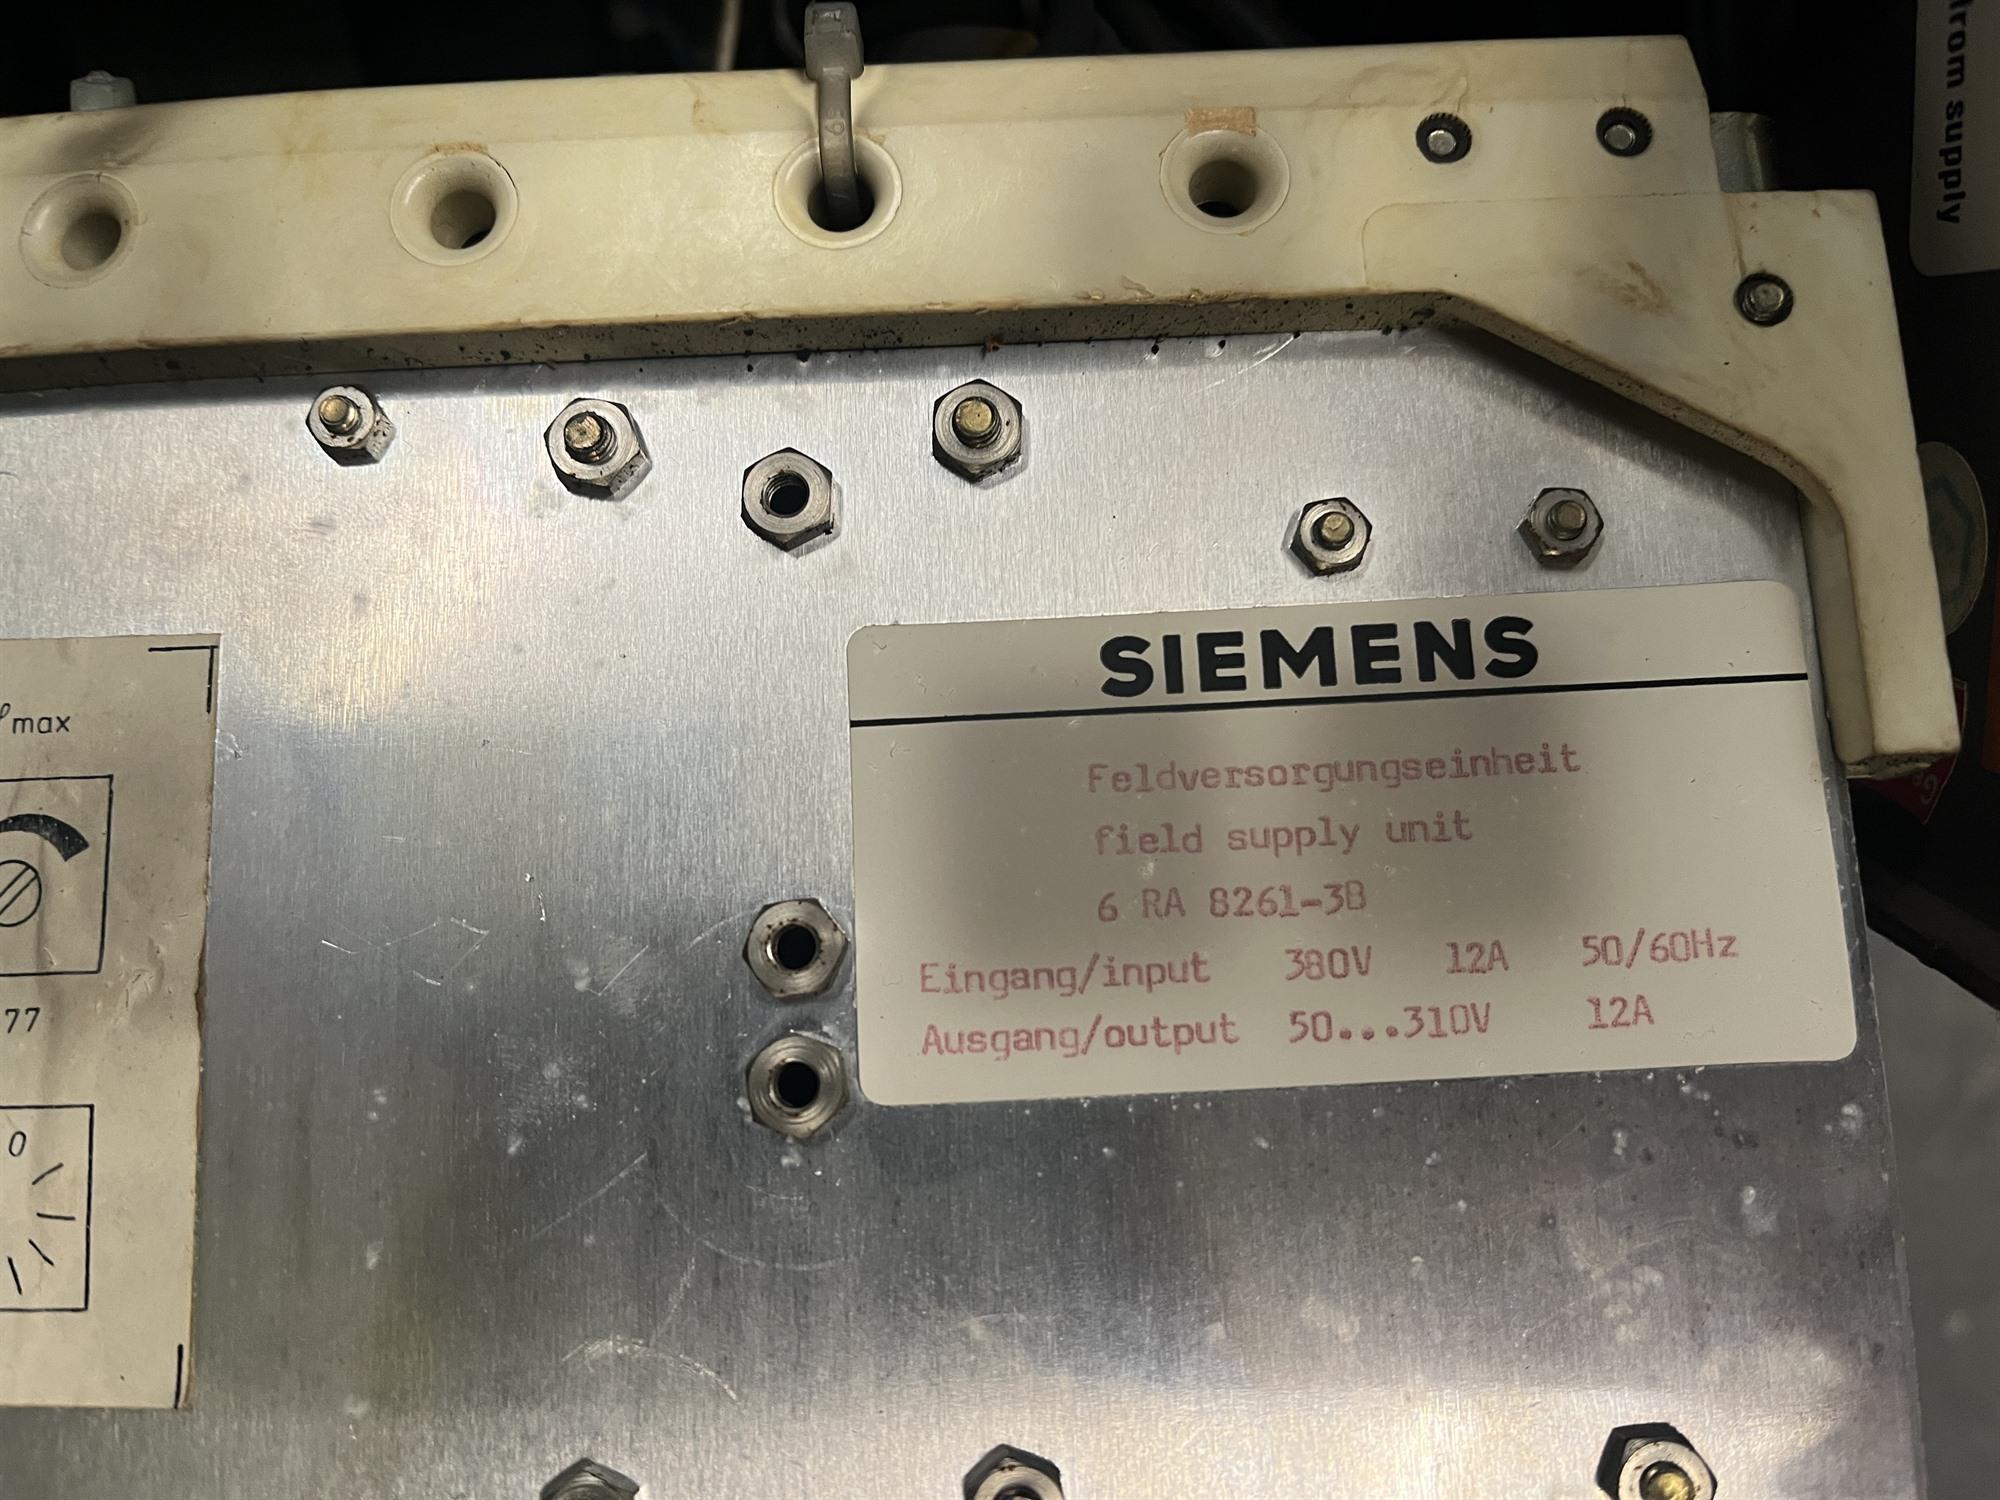 from supply
SIEMENS
Feldversorgungseinheit
field supply unit
6 RA 8261-3B
Eingang/input 380V 12A 50/60Hz
Ausgang/output 50...310V 12A
max
77
0